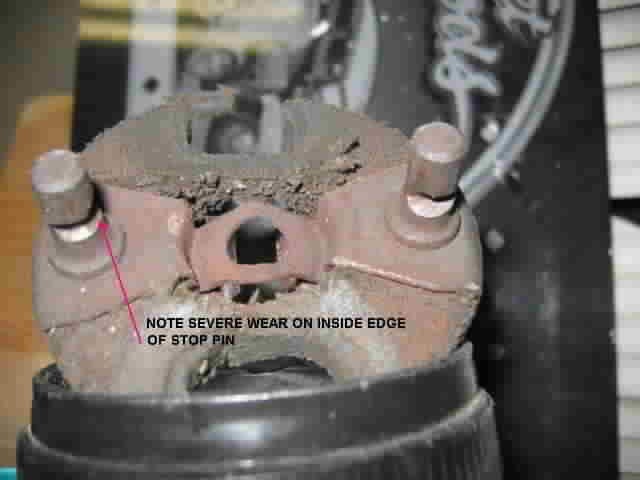 NOTE SEVERE WEAR ON INSIDE EDGE
OF STOP PIN